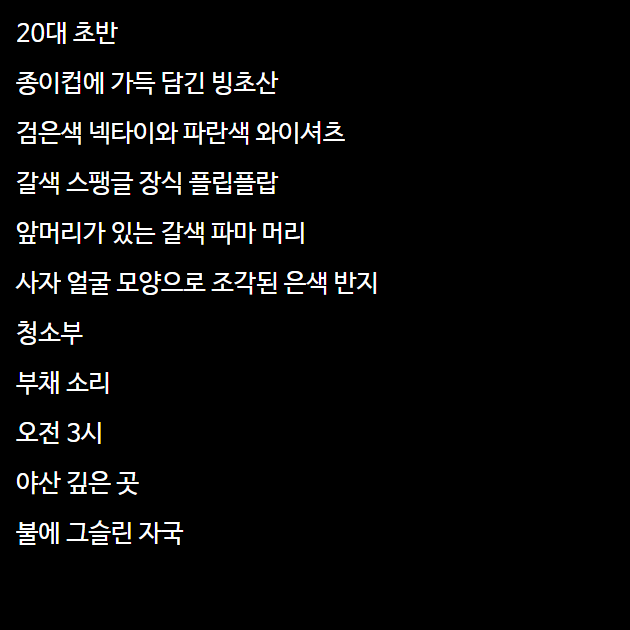 20대 초반
종이컵에 가득 담긴 빙초산
검은색 넥타이와 파란색 와이셔츠
갈색 스팽글 장식 플립플랍
앞머리가 있는 갈색 파마 머리
사자 얼굴 모양으로 조각된 은색 반지
청소부
부채 소리
오전 3시
야산 깊은 곳
불에 그슬린 자국